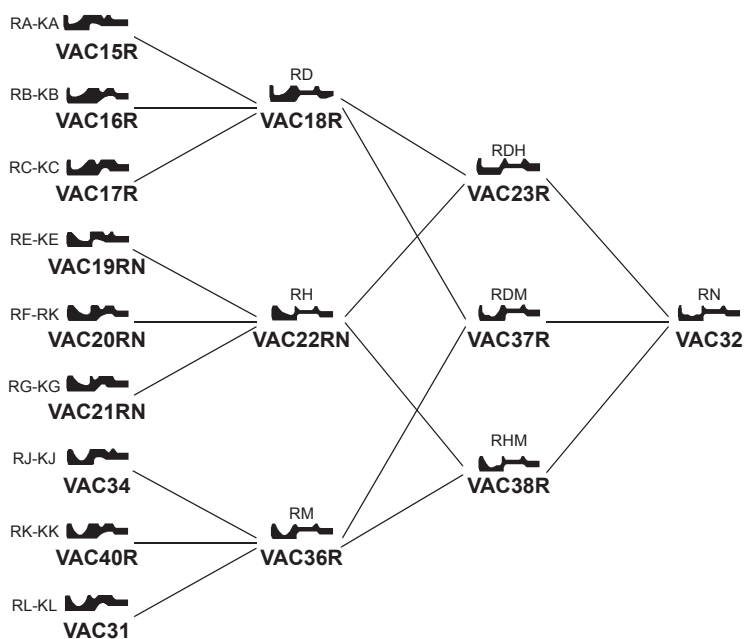 RA-KA
VAC15R
RB-KB
VAC16R
RC-KC
VAC17R
RE-KE
VAC19RN
RF-RK
VAC20RN
RG-KG
VAC21RN
RJ-KJ
VAC34
RK-KK
VAC40R
RL-KL
VAC31
RD
VAC18R
RH
VAC22RN
RM
VAC36R
RDH
VAC23R
RDM
VAC37R
RHM
VAC38R
RN
VAC32